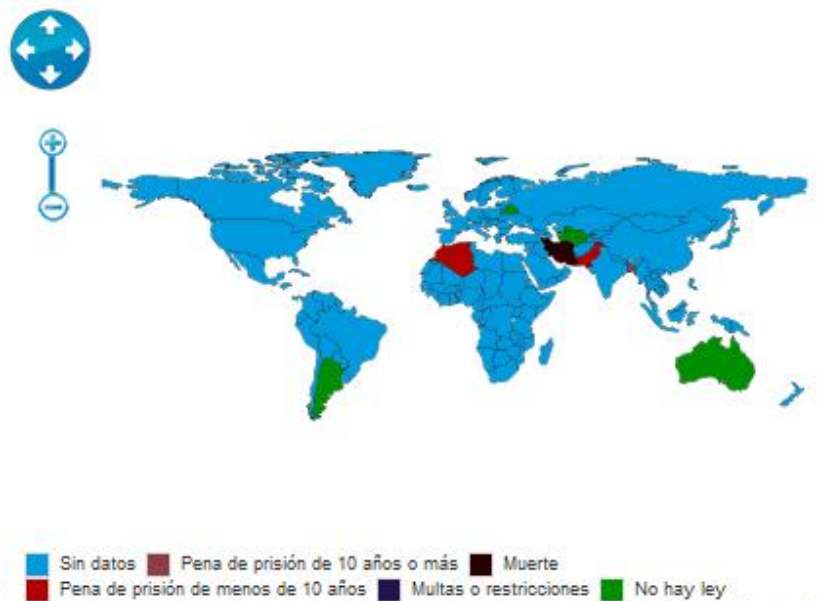 Sin datos Pena de prisión de 10 años o más Muerte
Pena de prisión de menos de 10 años Multas o restricciones No hay ley